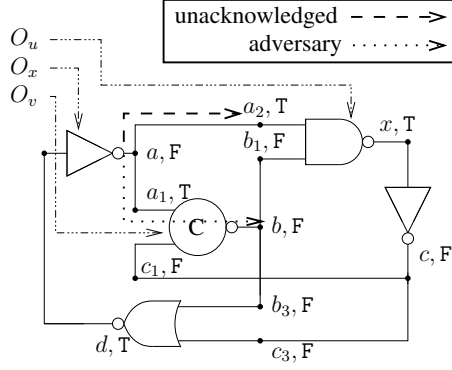 unacknowledged
adversary
O_u
O_x
O_v
a_2, T
b_1, F
x, T
a, F
a_1, T
C
b, F
c_1, F
c, F
b_3, F
d, T
c_3, F